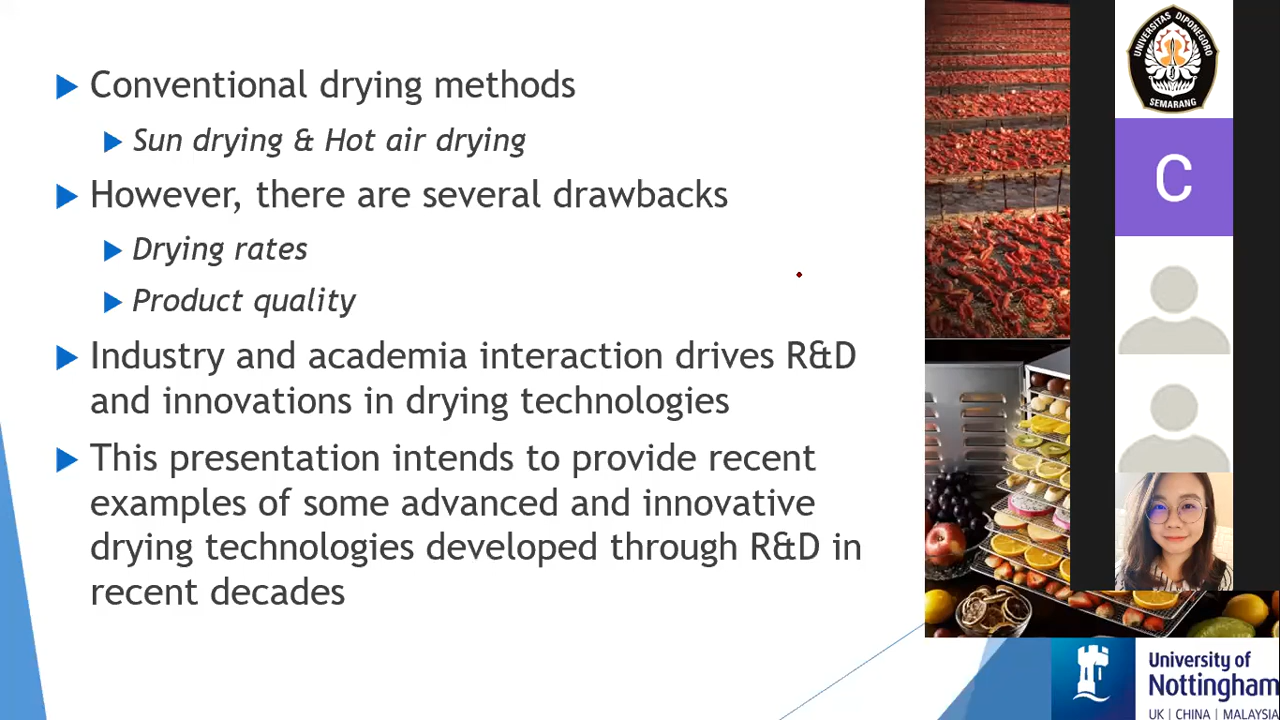 Conventional drying methods
Sun drying & Hot air drying
However, there are several drawbacks
Drying rates
Product quality
Industry and academia interaction drives R&D
and innovations in drying technologies
This presentation intends to provide recent
examples of some advanced and innovative
drying technologies developed through R&D in
recent decades
UNIVERSITAS DIPONEGORO
SEMARANG
C
University of
Nottingham
UK | CHINA | MALAYSIA